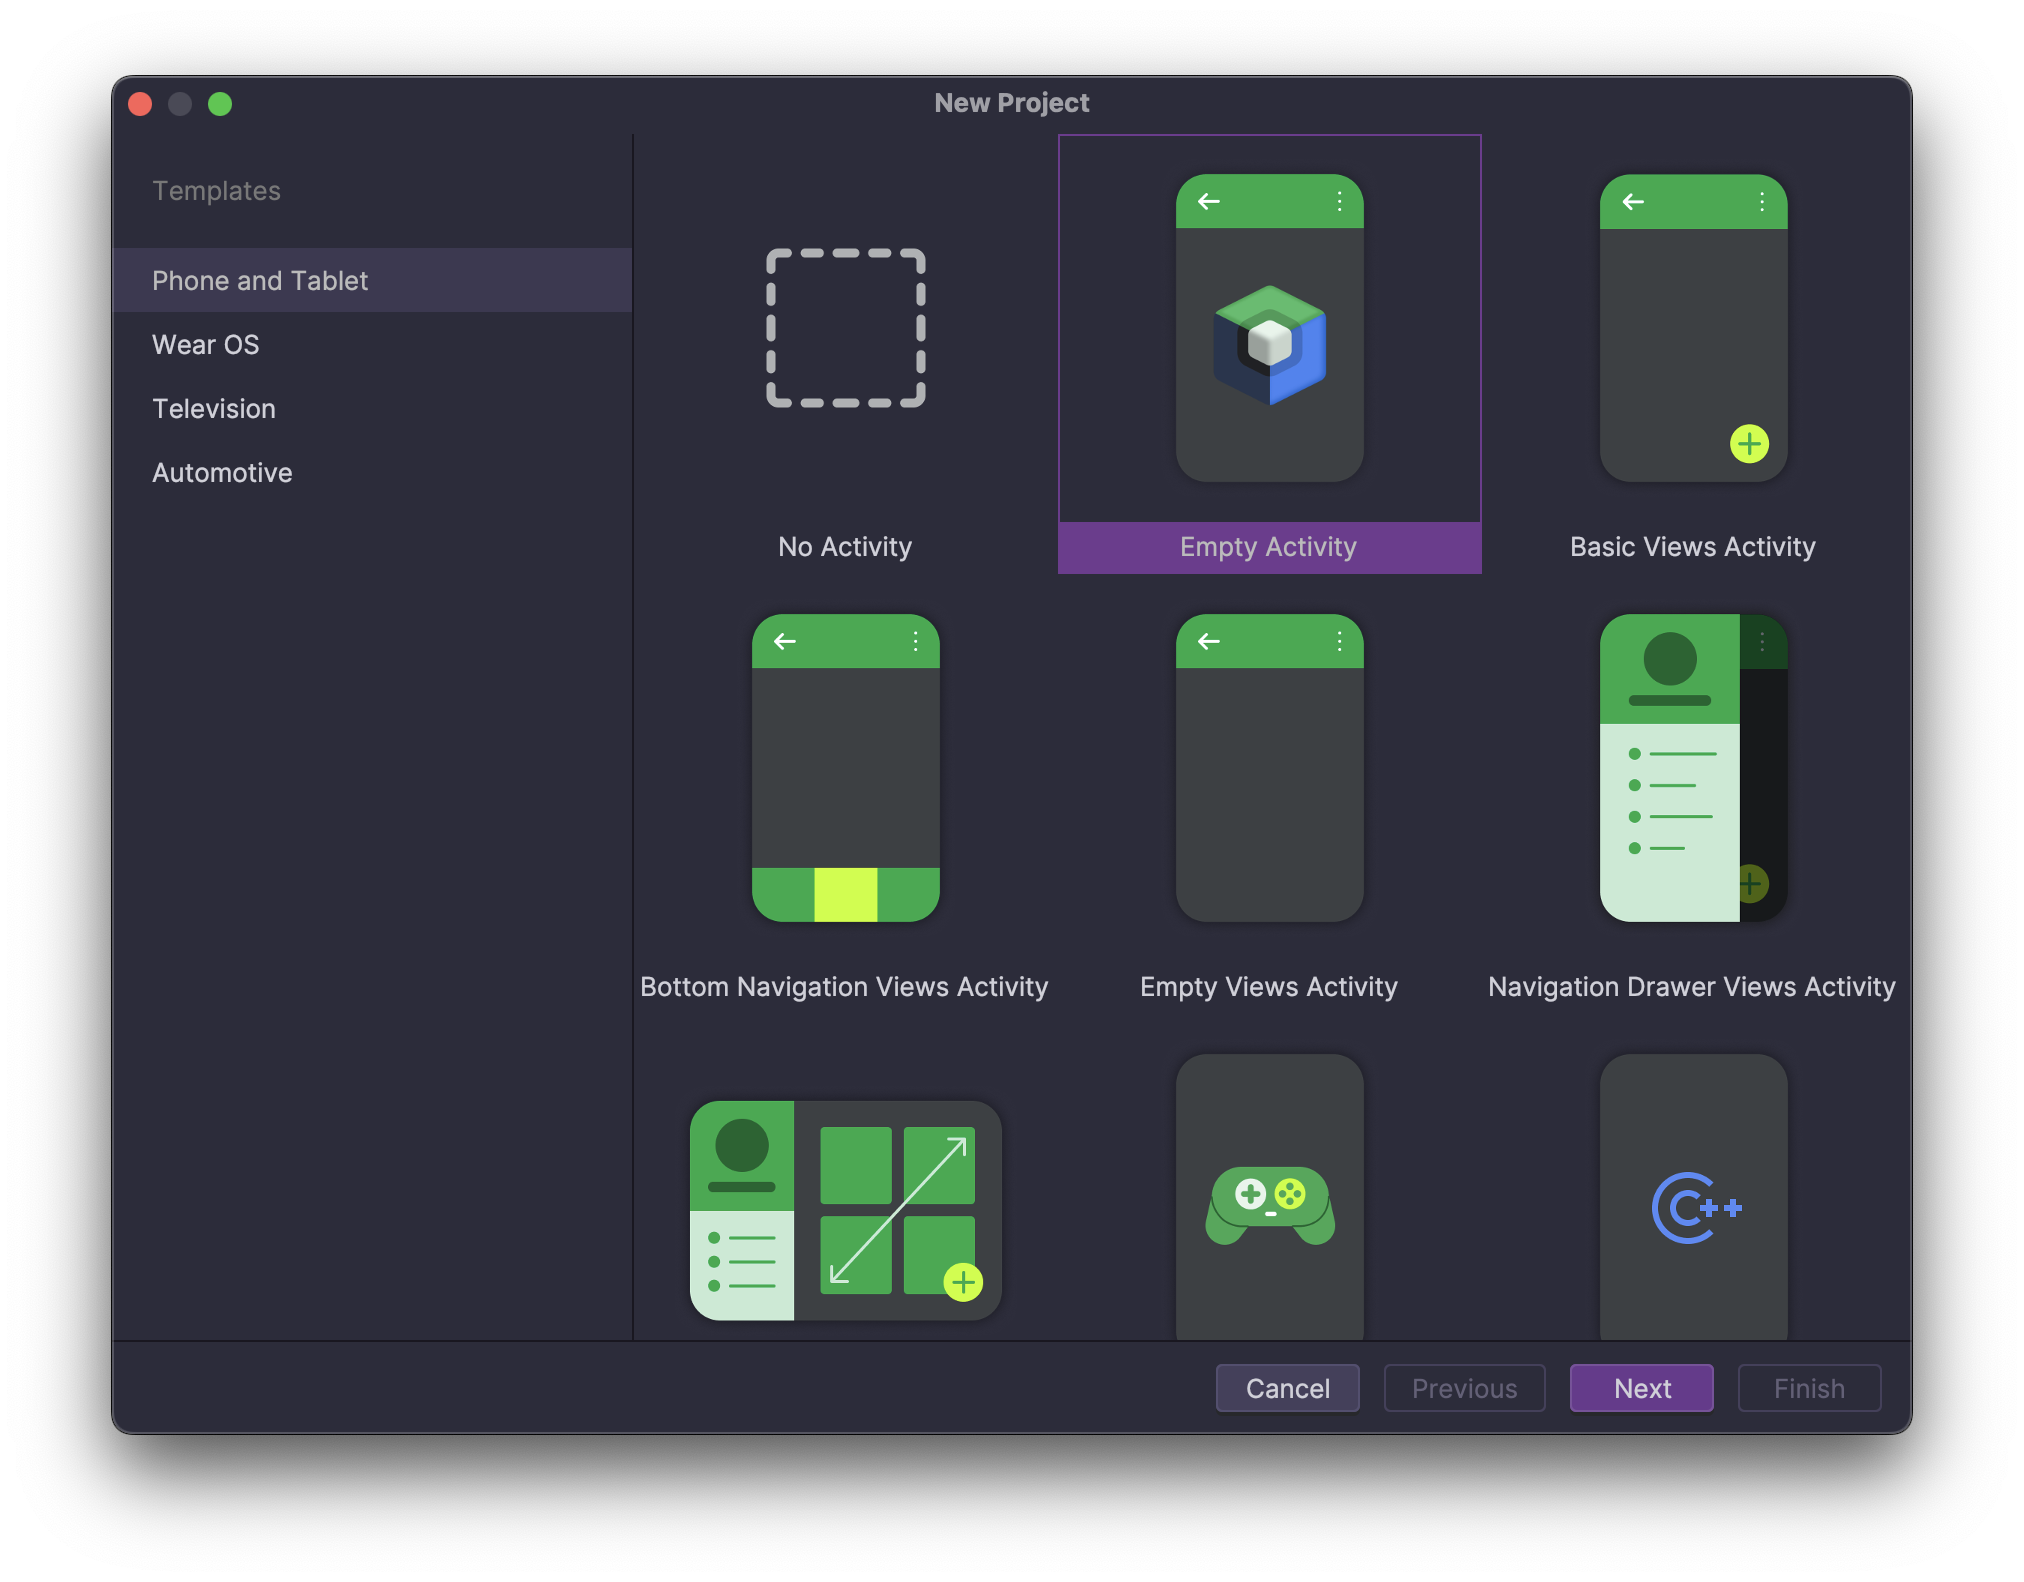 New Project
Templates
Phone and Tablet
Wear OS
Television
Automotive
No Activity
Empty Activity
Basic Views Activity
Bottom Navigation Views Activity
Empty Views Activity
Navigation Drawer Views Activity
C++
Cancel
Previous
Next
Finish